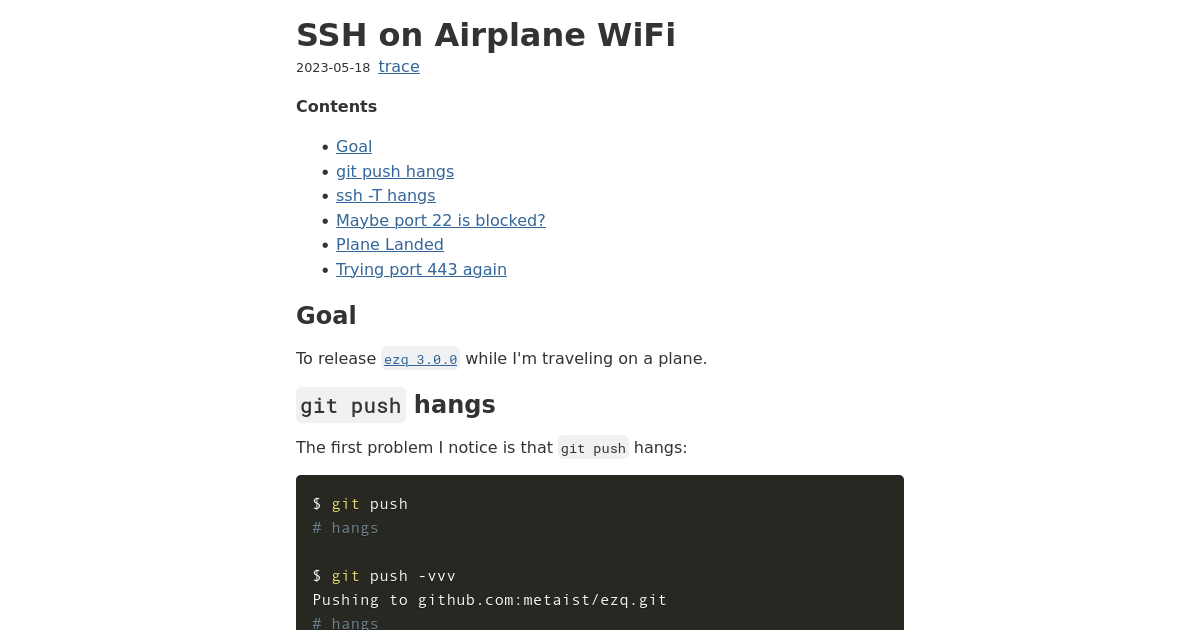 SSH on Airplane WiFi
2023-05-18 trace
Contents
Goal
git push hangs
ssh -T hangs
Maybe port 22 is blocked?
Plane Landed
Trying port 443 again
Goal
To release ezq 3.0.0 while I'm traveling on a plane.
git push hangs
The first problem I notice is that git push hangs:
$ git push
# hangs
$ git push -vvv
Pushing to github.com:metaist/ezq.git
# hangs